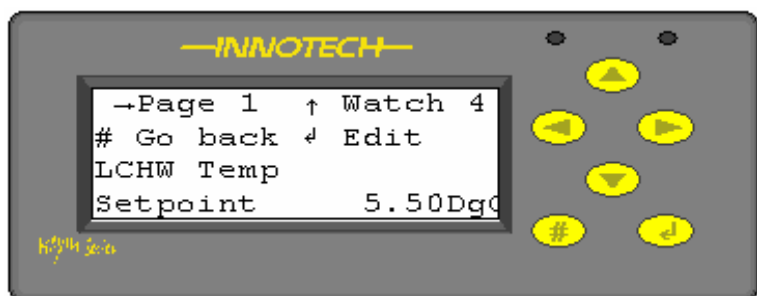 INNOTECH
→Page 1 ↑ Watch 4
# Go back ↲ Edit
LCHW Temp
Setpoint 5.50DgC
#